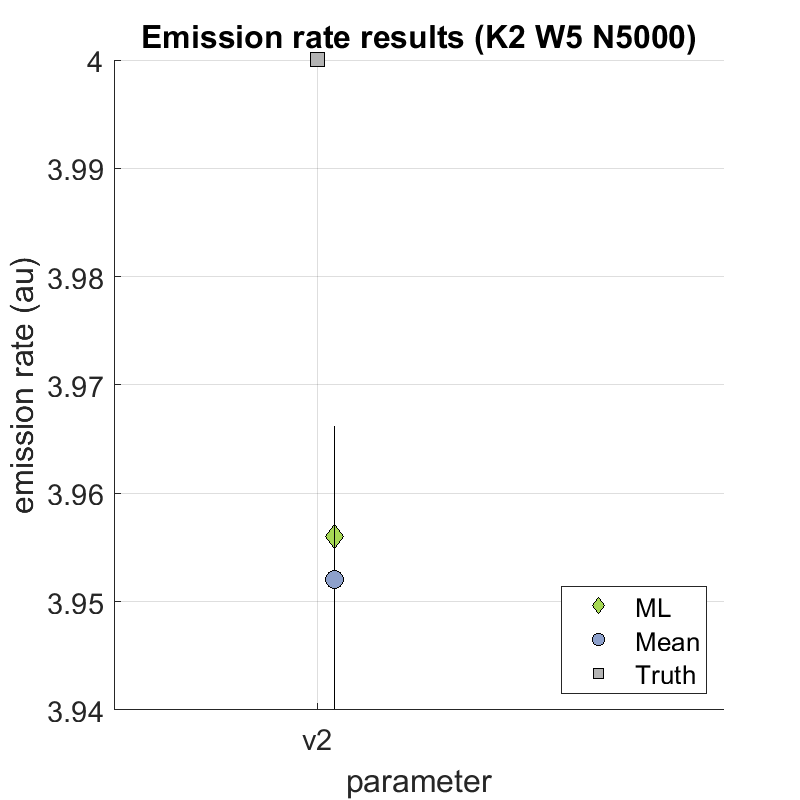 Emission rate results (K2 W5 N5000)
4
3.99
3.98
3.97
3.96
3.95
3.94
emission rate (au)
v2
parameter
ML
Mean
Truth